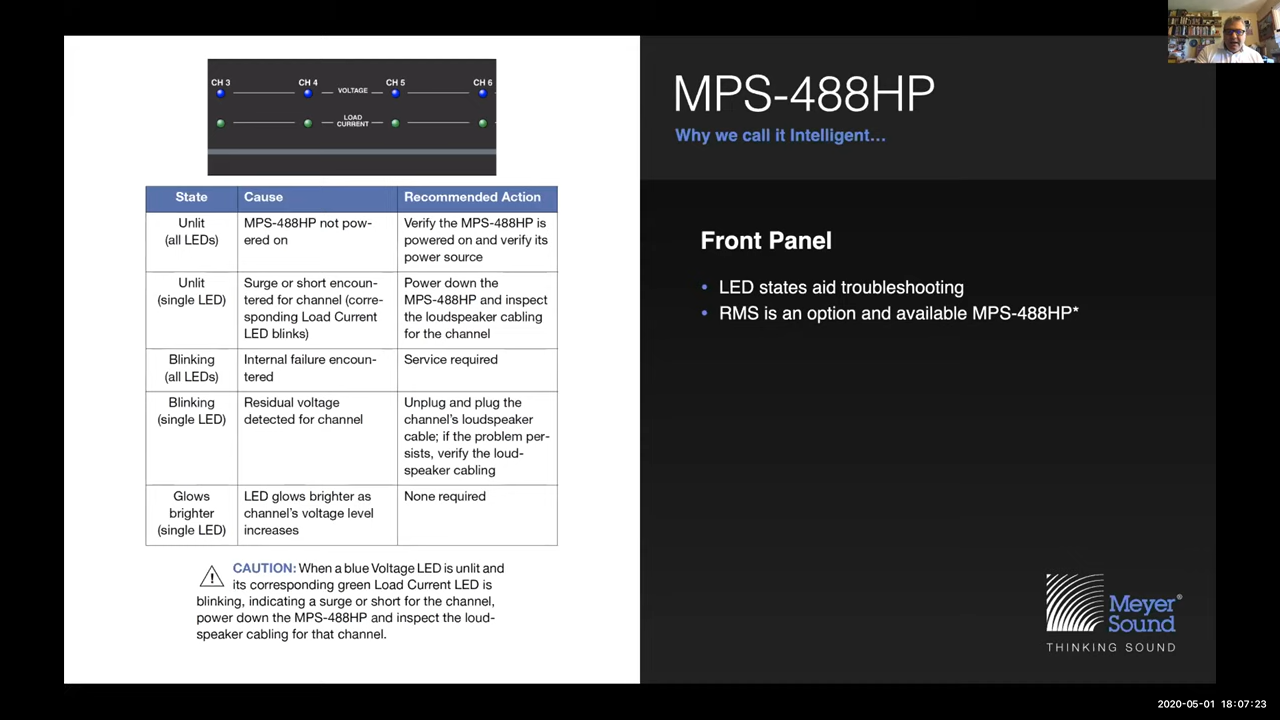 CH 3 CH 4 CH 5 CH 6
VOLTAGE
LOAD
CURRENT
State Cause Recommended Action
Unlit
(all LEDs)
MPS-488HP not pow-
ered on
Verify the MPS-488HP is
powered on and verify its
power source
Unlit
(single LED)
Surge or short encoun-
tered for channel (corre-
sponding Load Current
LED blinks)
Power down the
MPS-488HP and inspect
the loudspeaker cabling
for the channel
Blinking
(all LEDs)
Internal failure encoun-
tered
Service required
Blinking
(single LED)
Residual voltage
detected for channel
Unplug and plug the
channel's loudspeaker
cable; if the problem per-
sists, verify the loud-
speaker cabling
Glows
brighter
(single LED)
LED glows brighter as
channel's voltage level
increases
None required
CAUTION: When a blue Voltage LED is unlit and
its corresponding green Load Current LED is
blinking, indicating a surge or short for the channel,
power down the MPS-488HP and inspect the loud-
speaker cabling for that channel.
MPS-488HP
Why we call it Intelligent...
Front Panel
• LED states aid troubleshooting
• RMS is an option and available MPS-488HP*
Meyer
Sound®
THINKING SOUND
2020-05-01 18:07:23